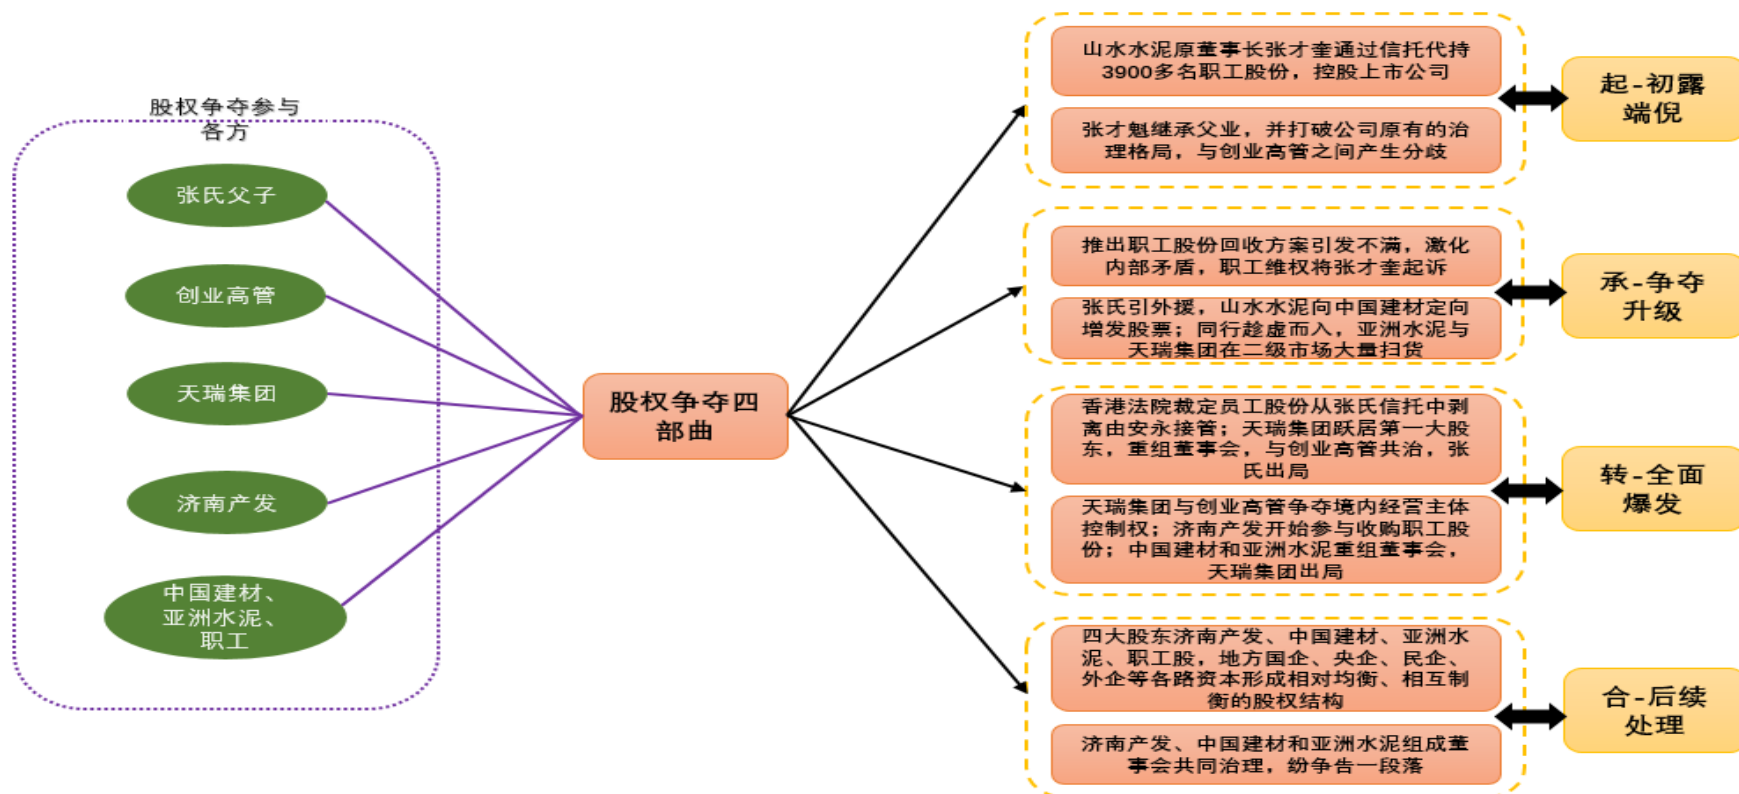 股权争夺参与
各方
张氏父子
创业高管
天瑞集团
济南产发
中国建材、
亚洲水泥、
职工
股权争夺四
部曲
山水水泥原董事长张才奎通过信托代持
3900多名职工股份，控股上市公司
张才魁继承父业，并打破公司原有的治
理格局，与创业高管之间产生分歧
起-初露
端倪
推出职工股份回收方案引发不满，激化
内部矛盾，职工维权将张才奎起诉
张氏引外援，山水水泥向中国建材定向
增发股票；同行趁虚而入，亚洲水泥与
天瑞集团在二级市场大量扫货
承-争夺
升级
香港法院裁定员工股份从张氏信托中剥
离由安永接管；天瑞集团跃居第一大股
东，重组董事会，与创业高管共治，张
氏出局
天瑞集团与创业高管争夺境内经营主体
控制权；济南产发开始参与收购职工股
份；中国建材和亚洲水泥重组董事会，
天瑞集团出局
转-全面
爆发
四大股东济南产发、中国建材、亚洲水
泥、职工股，地方国企、央企、民企、
外企等各路资本形成相对均衡、相互制
衡的股权结构
济南产发、中国建材和亚洲水泥组成董
事会共同治理，纷争告一段落
合-后续
处理